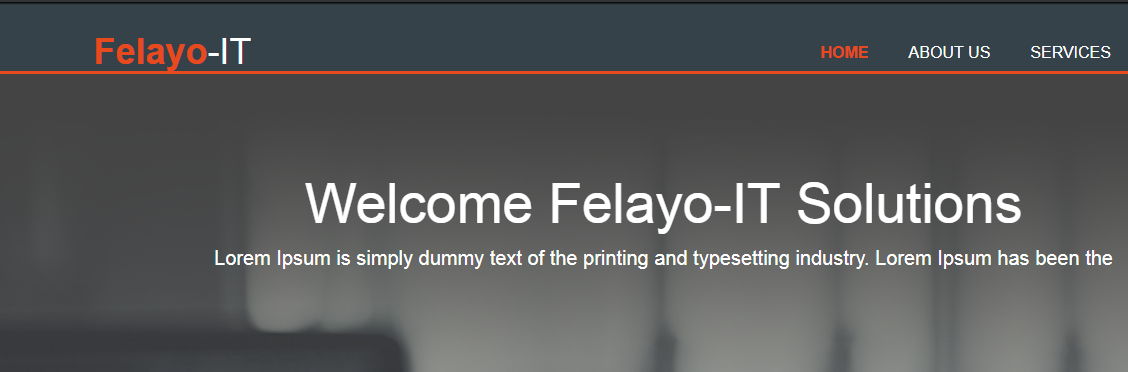 Felayo-IT
HOME ABOUT US SERVICES
Welcome Felayo-IT Solutions
Lorem Ipsum is simply dummy text of the printing and typesetting industry. Lorem Ipsum has been the